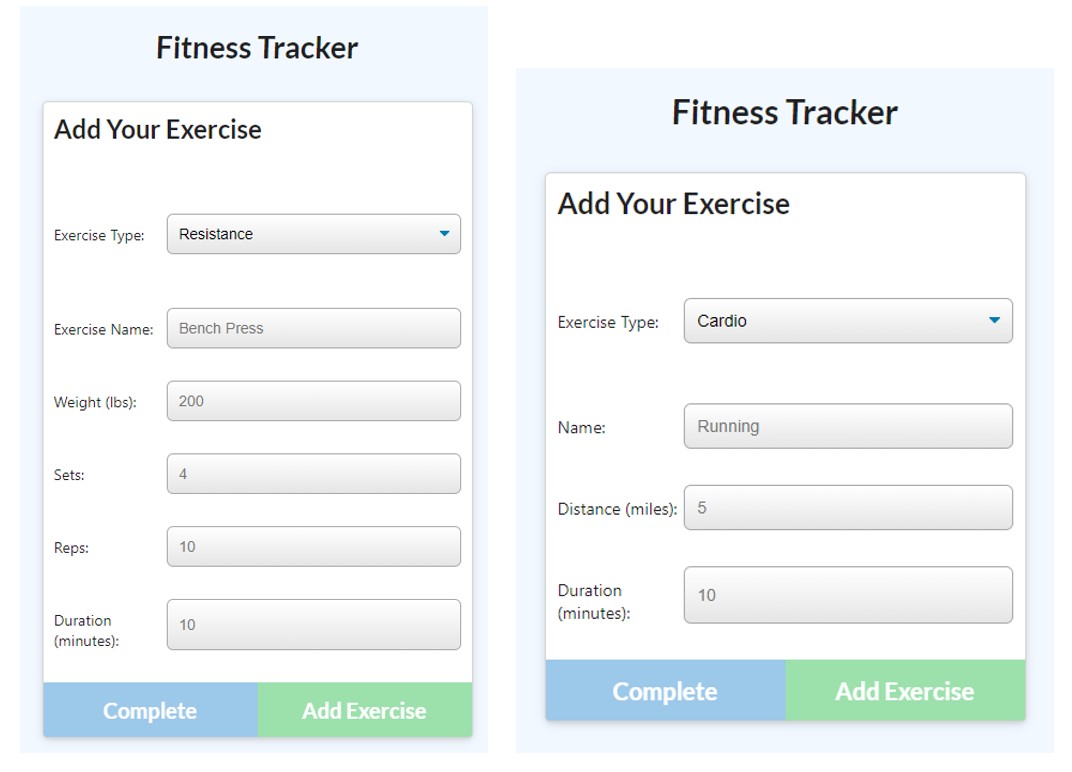 Fitness Tracker
Add Your Exercise
Exercise Type: Resistance
Exercise Name: Bench Press
Weight (lbs): 200
Sets: 4
Reps: 10
Duration (minutes): 10
Complete Add Exercise
Fitness Tracker
Add Your Exercise
Exercise Type: Cardio
Name: Running
Distance (miles): 5
Duration (minutes): 10
Complete Add Exercise